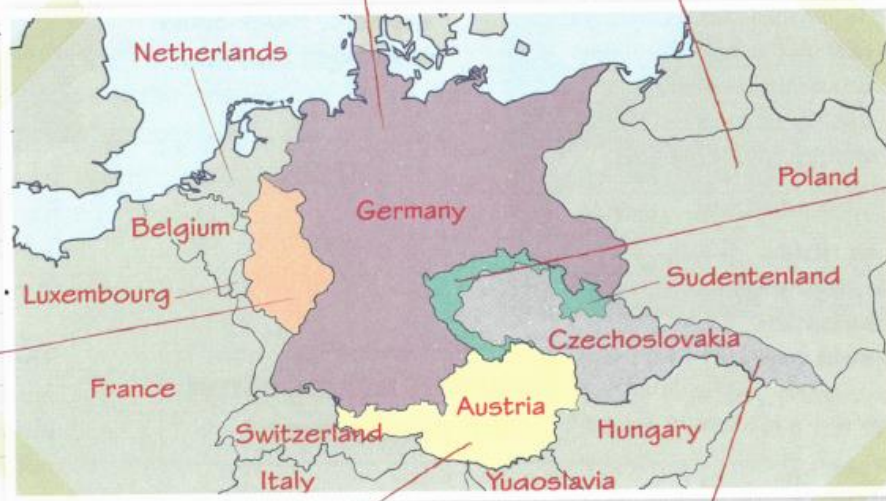 Netherlands
Poland
Germany
Belgium
Sudentenland
Luxembourg
Czechoslovakia
France
Austria
Switzerland
Hungary
Italy
Yugoslavia